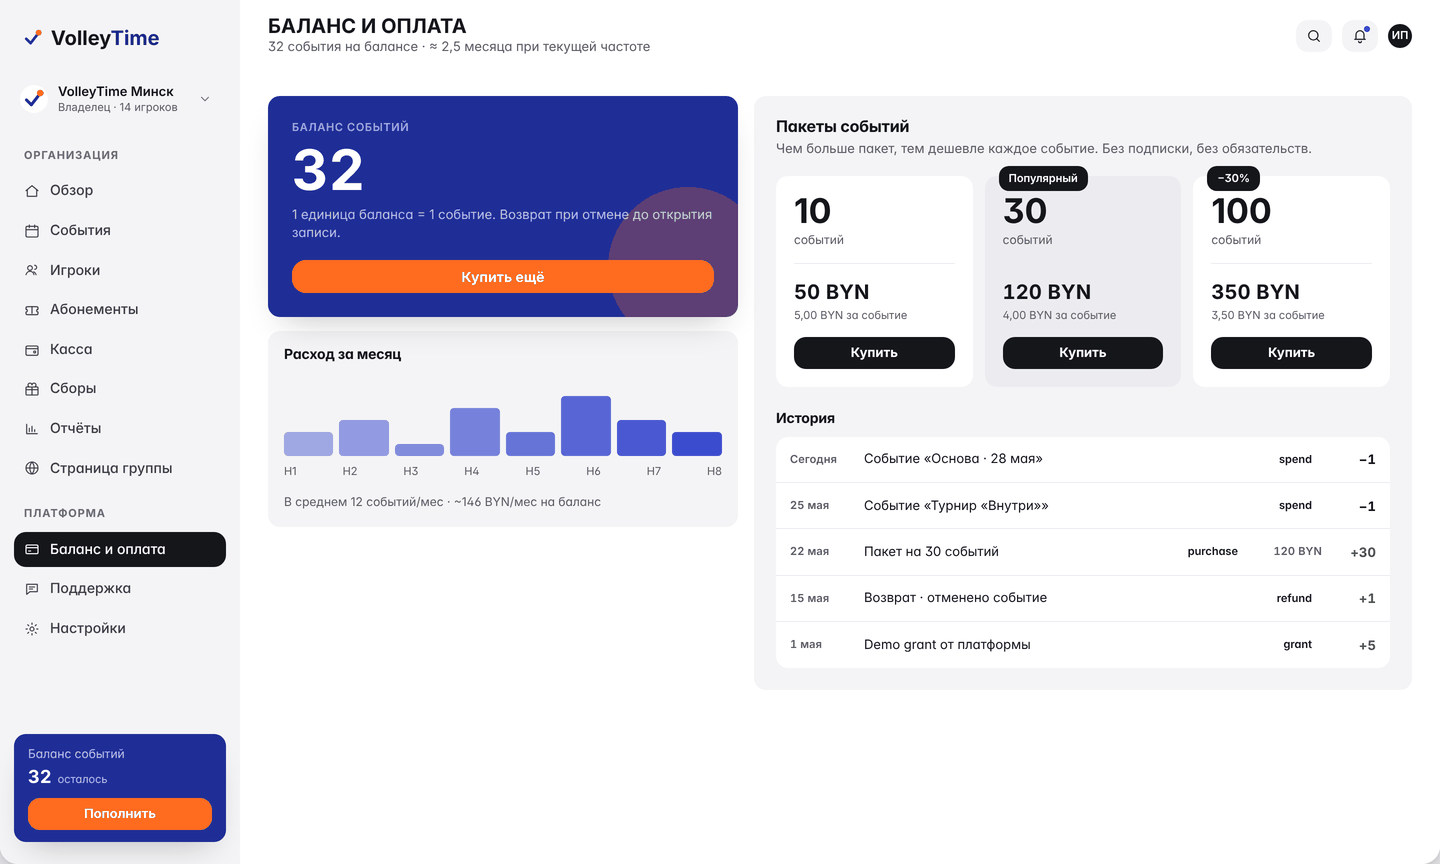 VolleyTime
VolleyTime Минск
Владелец · 14 игроков
ОРГАНИЗАЦИЯ
Обзор
События
Игроки
Абонементы
Касса
Сборы
Отчёты
Страница группы
ПЛАТФОРМА
Баланс и оплата
Поддержка
Настройки
Баланс событий
32 осталось
Пополнить
БАЛАНС И ОПЛАТА
32 события на балансе · ≈ 2,5 месяца при текущей частоте
ИП
БАЛАНС СОБЫТИЙ
32
1 единица баланса = 1 событие. Возврат при отмене до открытия
записи.
Купить ещё
Расход за месяц
Н1 Н2 Н3 Н4 Н5 Н6 Н7 Н8
В среднем 12 событий/мес · ~146 BYN/мес на баланс
Пакеты событий
Чем больше пакет, тем дешевле каждое событие. Без подписки, без обязательств.
10
событий
50 BYN
5,00 BYN за событие
Купить
Популярный
30
событий
120 BYN
4,00 BYN за событие
Купить
−30%
100
событий
350 BYN
3,50 BYN за событие
Купить
История
Сегодня Событие «Основа · 28 мая» spend −1
25 мая Событие «Турнир «Внутри»» spend −1
22 мая Пакет на 30 событий purchase 120 BYN +30
15 мая Возврат · отменено событие refund +1
1 мая Demo grant от платформы grant +5